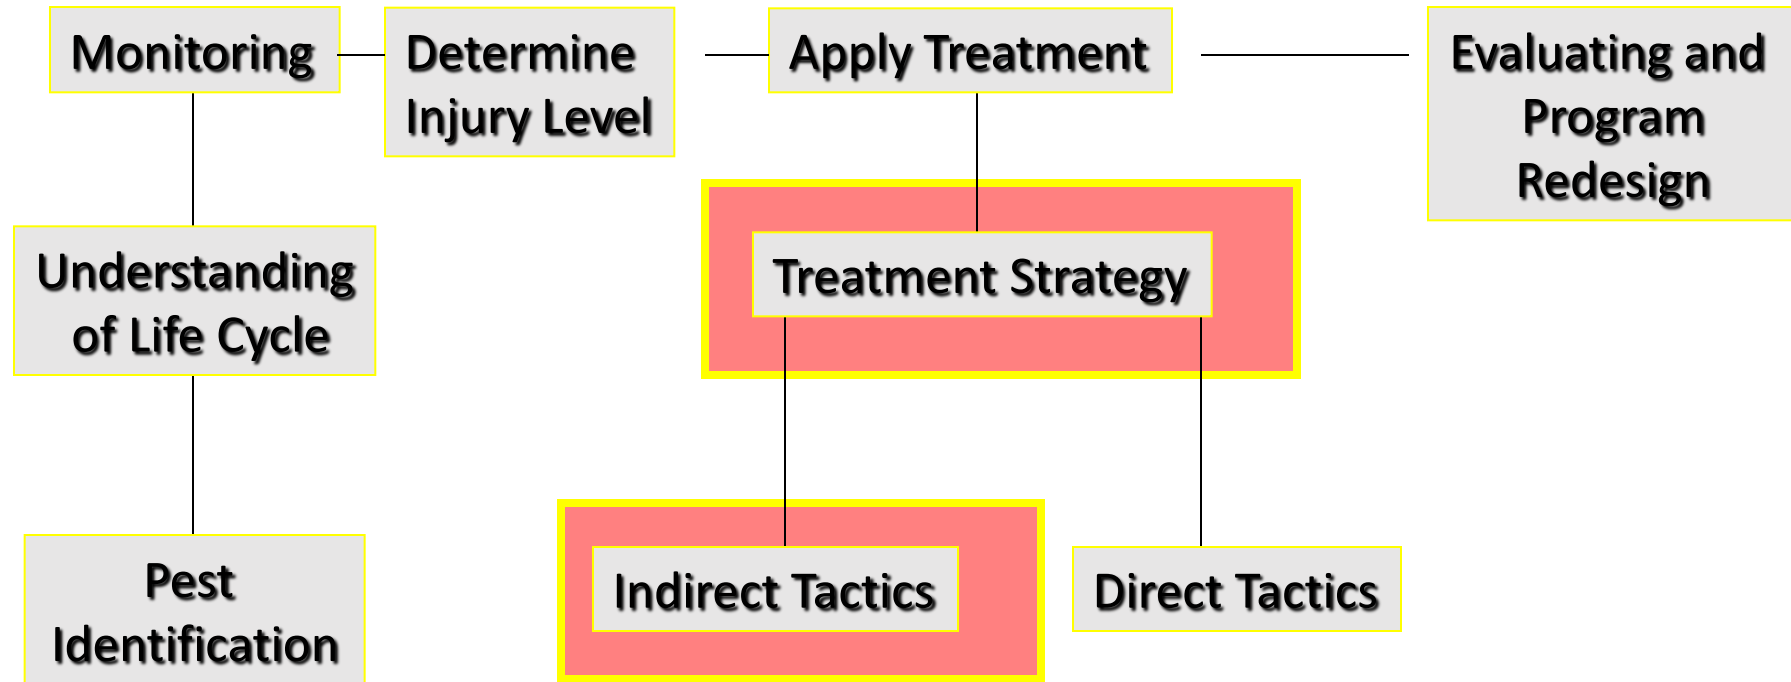 Monitoring
Determine
Injury Level
Apply Treatment
Evaluating and
Program
Redesign
Understanding
of Life Cycle
Treatment Strategy
Pest
Identification
Indirect Tactics
Direct Tactics